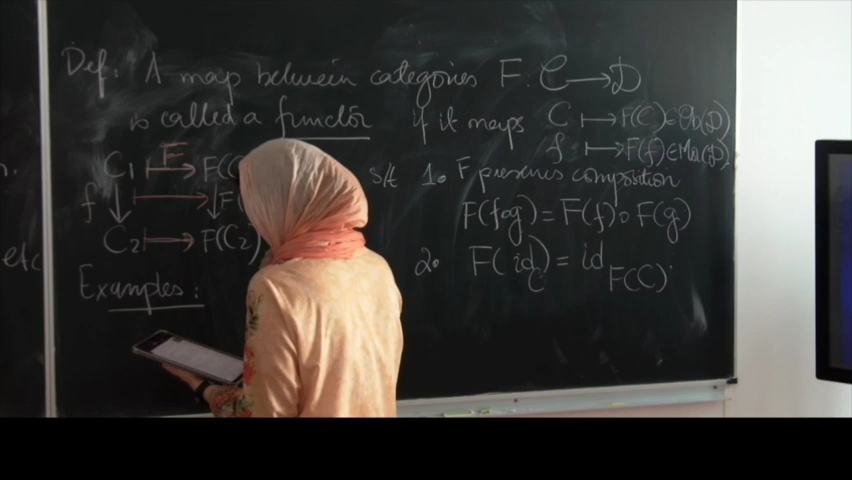 Def: A map between categories F: C → D
is called a functor if it maps C ↦ F(C) ∈ Ob(D)
f ↦ F(f) ∈ Mor(D)
s/t 1. F preserves composition
F(f∘g) = F(f) ∘ F(g)
2. F(id_C) = id_F(C)
C₁ F ↦ F(C
f ↓ ↦ ↓ F
C₂ ↦ F(C₂)
Examples:
etc